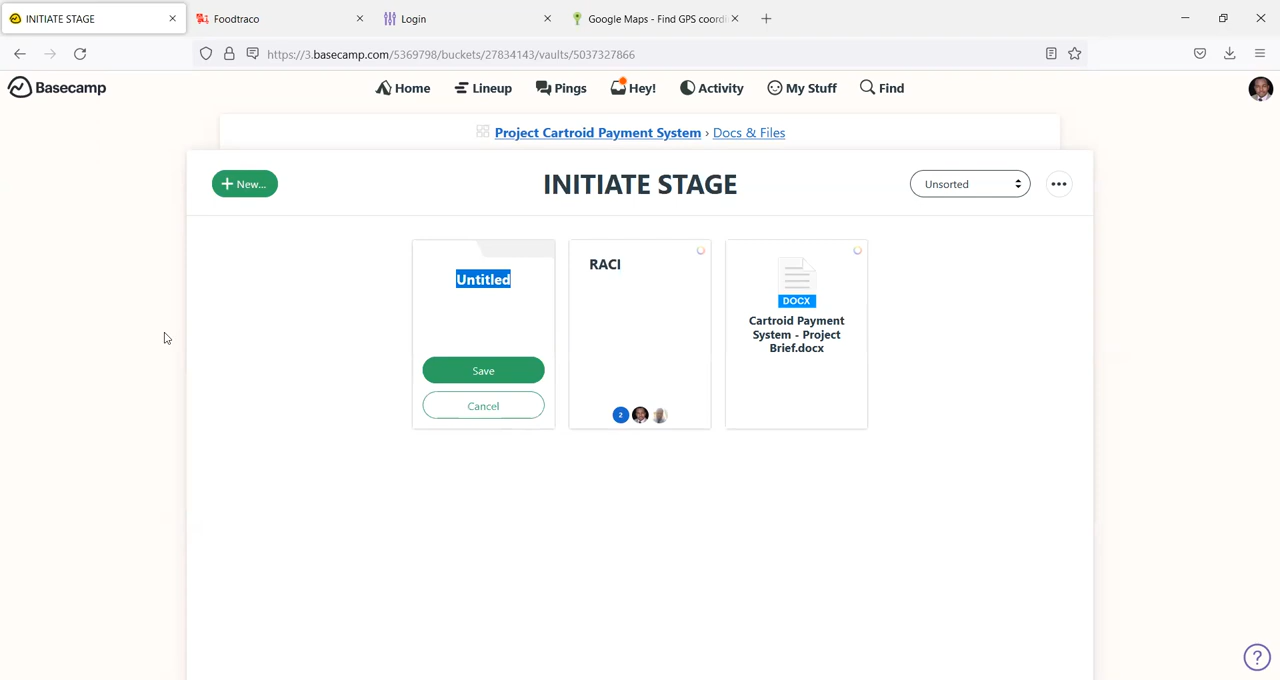 INITIATE STAGE
Foodtraco
Login
Google Maps - Find GPS coordi
https://3.basecamp.com/5369798/buckets/27834143/vaults/5037327866
Basecamp
Home
Lineup
Pings
Hey!
Activity
My Stuff
Find
Project Cartroid Payment System › Docs & Files
+ New...
INITIATE STAGE
Unsorted
Untitled
Save
Cancel
RACI
2
DOCX
Cartroid Payment
System - Project
Brief.docx
?